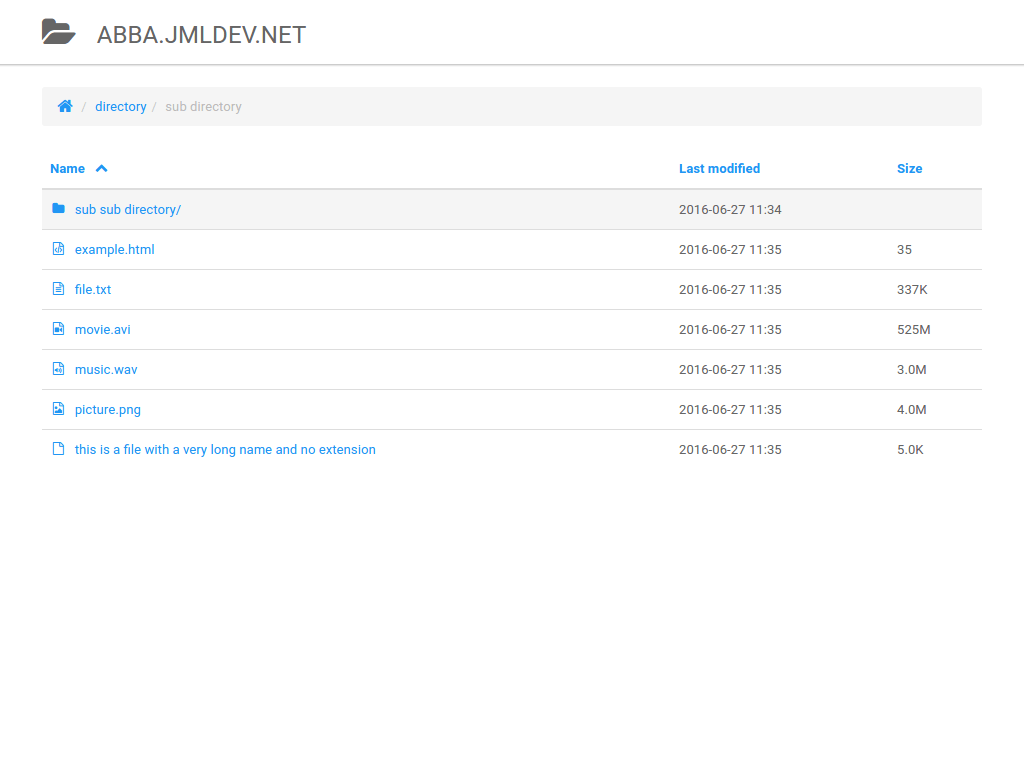 ABBA.JMLDEV.NET
/ directory / sub directory
Name Last modified Size
sub sub directory/ 2016-06-27 11:34
example.html 2016-06-27 11:35 35
file.txt 2016-06-27 11:35 337K
movie.avi 2016-06-27 11:35 525M
music.wav 2016-06-27 11:35 3.0M
picture.png 2016-06-27 11:35 4.0M
this is a file with a very long name and no extension 2016-06-27 11:35 5.0K